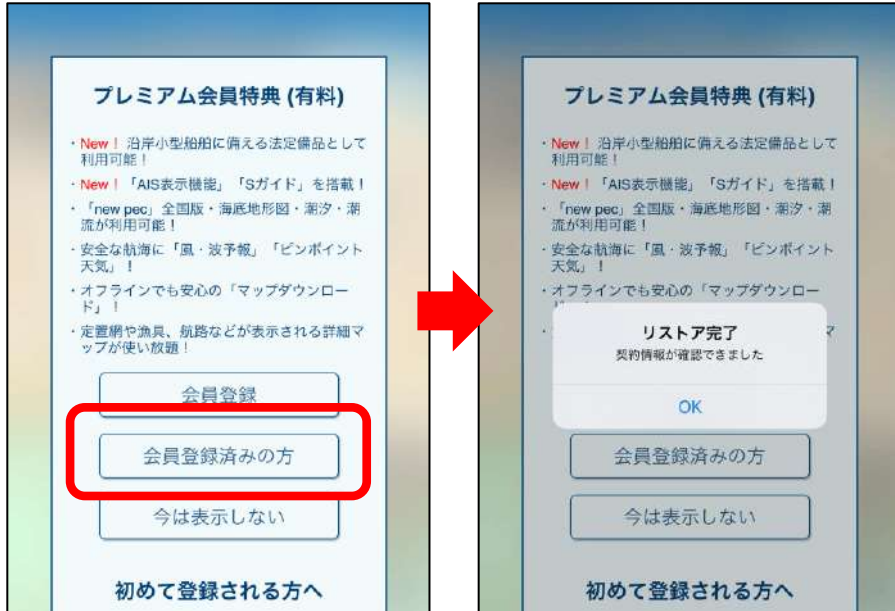 プレミアム会員特典 (有料)
・New！ 沿岸小型船舶に備える法定備品として
利用可能！
・New！「AIS表示機能」「Sガイド」を搭載！
・「new pec」全国版・海底地形図・潮汐・潮
流が利用可能！
・安全な航海に「風・波予報」「ピンポイント
天気」！
・オフラインでも安心の「マップダウンロー
ド」！
・定置網や漁具、航路などが表示される詳細マ
ップが使い放題！
会員登録
会員登録済みの方
今は表示しない
初めて登録される方へ
プレミアム会員特典 (有料)
・New！ 沿岸小型船舶に備える法定備品として
利用可能！
・New！「AIS表示機能」「Sガイド」を搭載！
・「new pec」全国版・海底地形図・潮汐・潮
流が利用可能！
・安全な航海に「風・波予報」「ピンポイント
天気」！
・オフラインでも安心の「マップダウンロー
リストア完了
契約情報が確認できました
OK
会員登録済みの方
今は表示しない
初めて登録される方へ